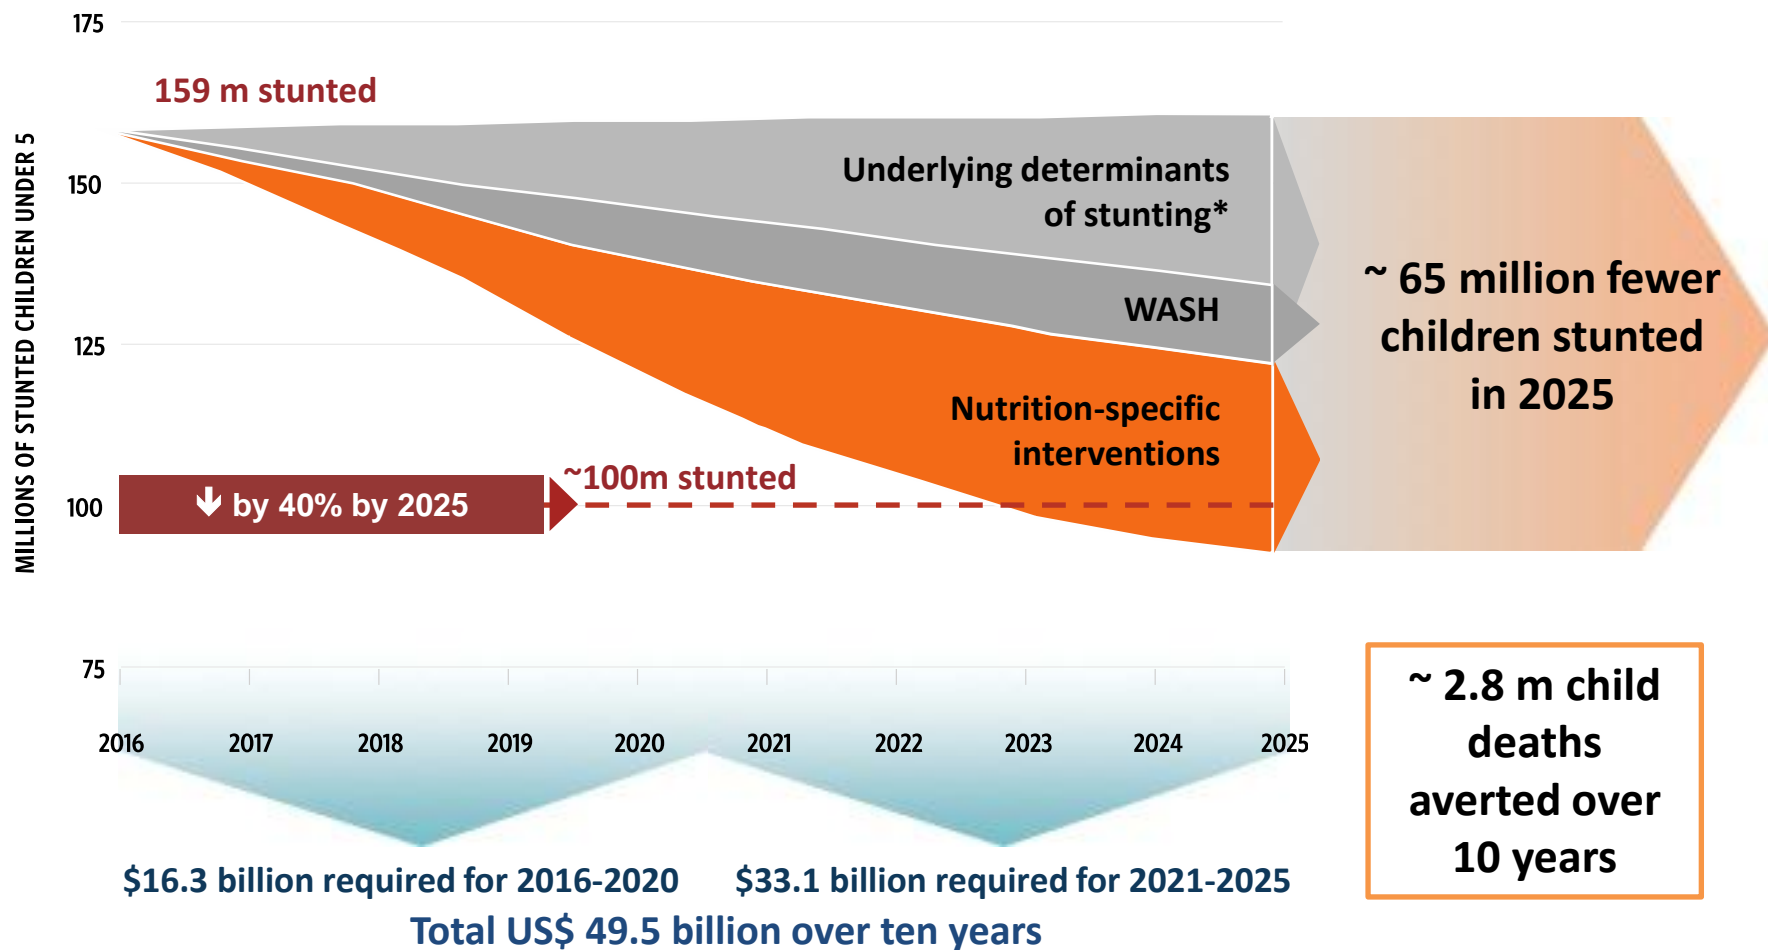 175
159 m stunted
MILLIONS OF STUNTED CHILDREN UNDER 5
150
Underlying determinants
of stunting*
~ 65 million fewer
children stunted
in 2025
WASH
125
Nutrition-specific
interventions
~100m stunted
100
🡻 by 40% by 2025
75
2016 2017 2018 2019 2020 2021 2022 2023 2024 2025
~ 2.8 m child
deaths
averted over
10 years
$16.3 billion required for 2016-2020
$33.1 billion required for 2021-2025
Total US$ 49.5 billion over ten years